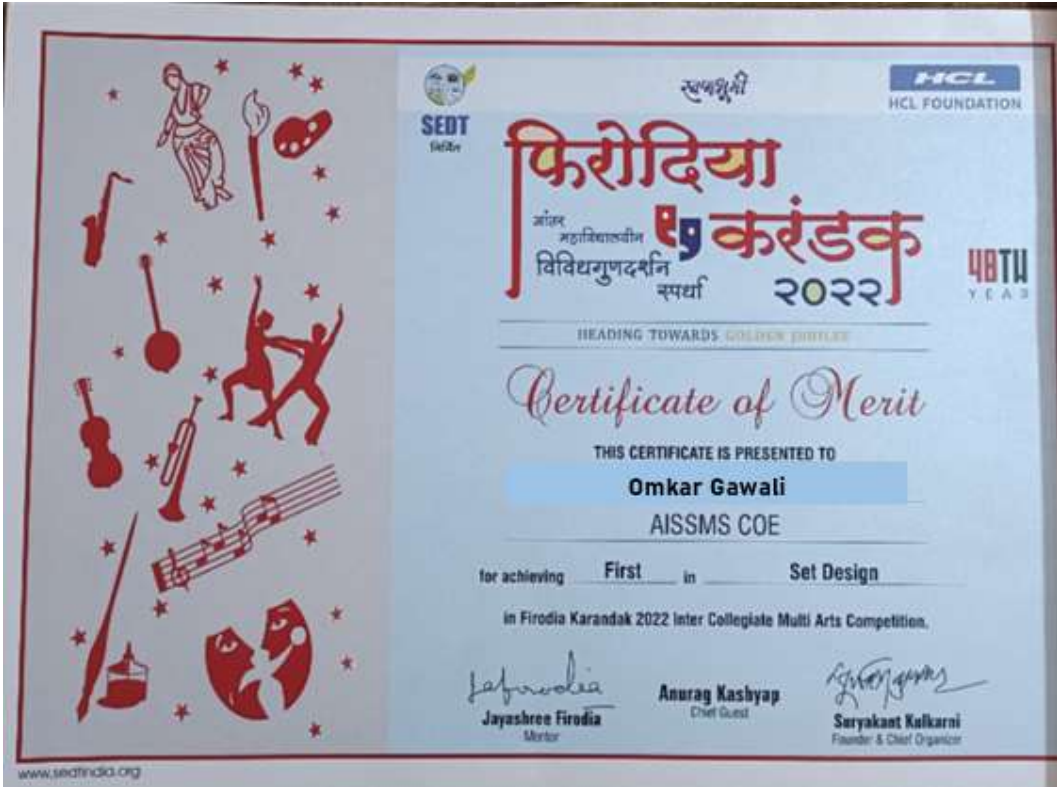 SEDT
निर्मित
स्वप्नभूमी
HCL
HCL FOUNDATION
फिरोदिया
करंडक
आंतर
महाविद्यालयीन
विविधगुणदर्शन
स्पर्धा
२०२२
48TH
YEAR
HEADING TOWARDS GOLDEN JUBILEE
Certificate of Merit
THIS CERTIFICATE IS PRESENTED TO
Omkar Gawali
AISSMS COE
for achieving First in Set Design
in Firodia Karandak 2022 Inter Collegiate Multi Arts Competition.
Jayashree Firodia
Mentor
Anurag Kashyap
Chief Guest
Suryakant Kulkarni
Founder & Chief Organizer
www.sedtindia.org